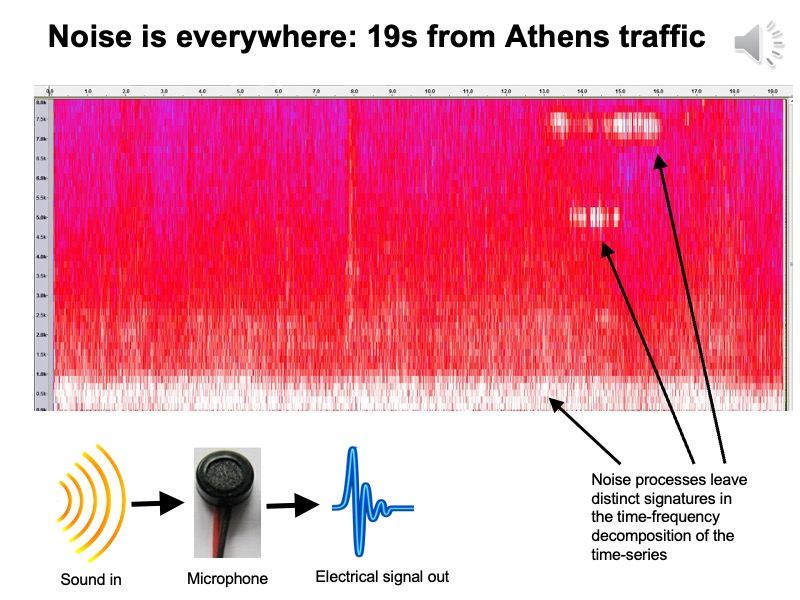 Noise is everywhere: 19s from Athens traffic
0,0 1,0 2,0 3,0 4,0 5,0 6,0 7,0 8,0 9,0 10,0 11,0 12,0 13,0 14,0 15,0 16,0 17,0 18,0 19,0
8.0k
7.5k
7.0k
6.5k
6.0k
5.5k
5.0k
4.5k
4.0k
3.5k
3.0k
2.5k
2.0k
1.5k
1.0k
0.5k
0.0k
Noise processes leave
distinct signatures in
the time-frequency
decomposition of the
time-series
Sound in
Microphone
Electrical signal out